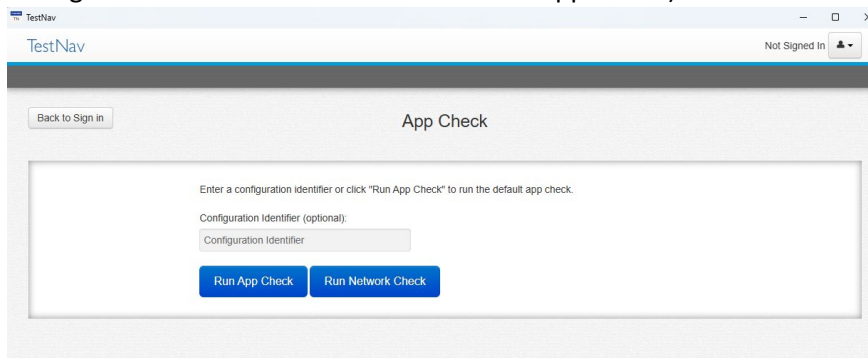 TestNav
TestNav
Not Signed In
Back to Sign in
App Check
Enter a configuration identifier or click "Run App Check" to run the default app check.
Configuration Identifier (optional):
Configuration Identifier
Run App Check
Run Network Check